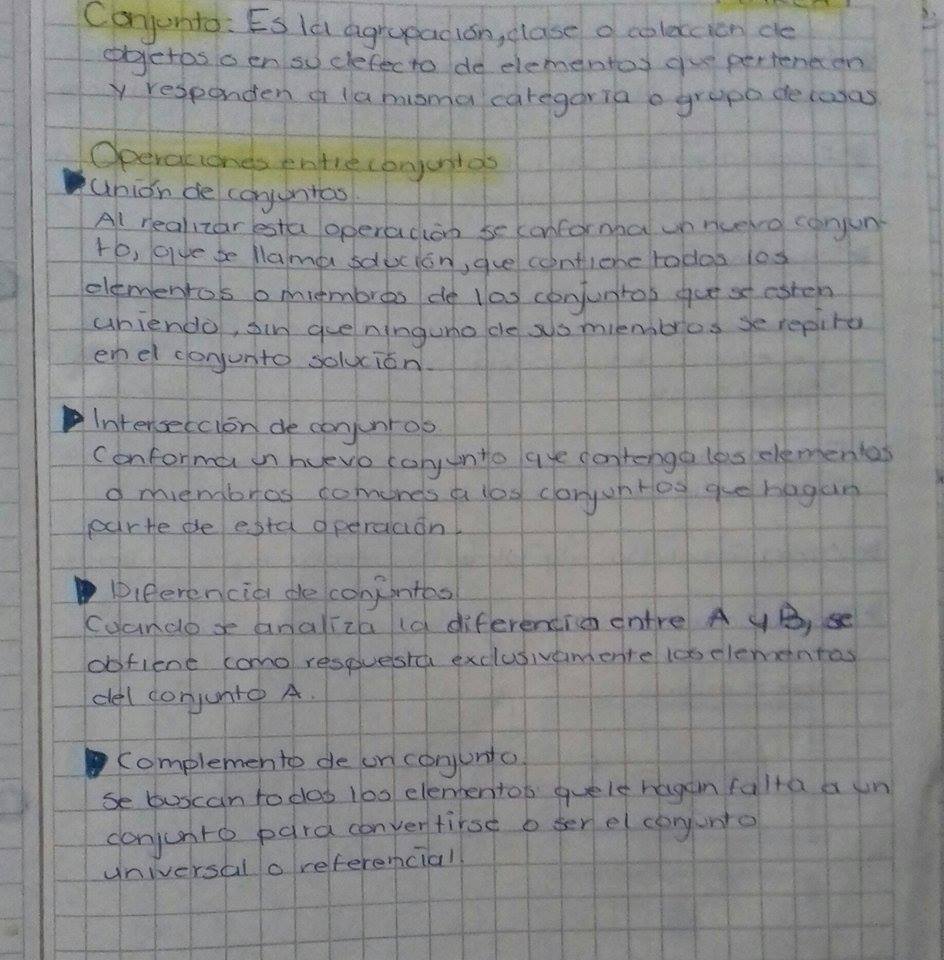 Conjunto: Es la agrupación, clase o colección de
objetos o en su defecto de elementos que pertenecen
y responden a la misma categoría o grupo de cosas
Operaciones entre conjuntos
Unión de conjuntos.
Al realizar esta operación se conforma un nuevo conjun-
to, que se llama solución, que contiene todos los
elementos o miembros de los conjuntos que se esten
uniendo, sin que ninguno de sus miembros se repita
en el conjunto solución.
Intersección de conjuntos
Conforma un nuevo conjunto que contenga los elementos
o miembros comunes a los conjuntos que hagan
parte de esta operación.
Diferencia de conjuntos
Cuando se analiza la diferencia entre A y B, se
obtiene como respuesta exclusivamente los elementos
del conjunto A.
Complemento de un conjunto
se buscan todos los elementos que le hagan falta a un
conjunto para convertirse o ser el conjunto
universal o referencial.